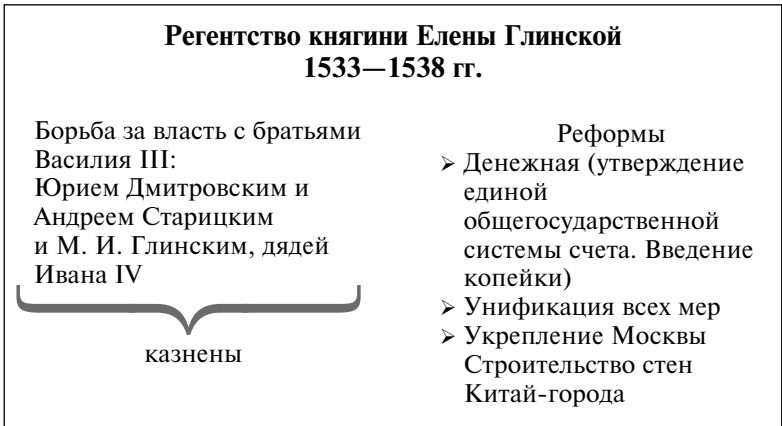 Регентство княгини Елены Глинской
1533—1538 гг.
Борьба за власть с братьями
Василия III:
Юрием Дмитровским и
Андреем Старицким
и М. И. Глинским, дядей
Ивана IV
казнены
Реформы
➢ Денежная (утверждение
единой
общегосударственной
системы счета. Введение
копейки)
➢ Унификация всех мер
➢ Укрепление Москвы
Строительство стен
Китай-города